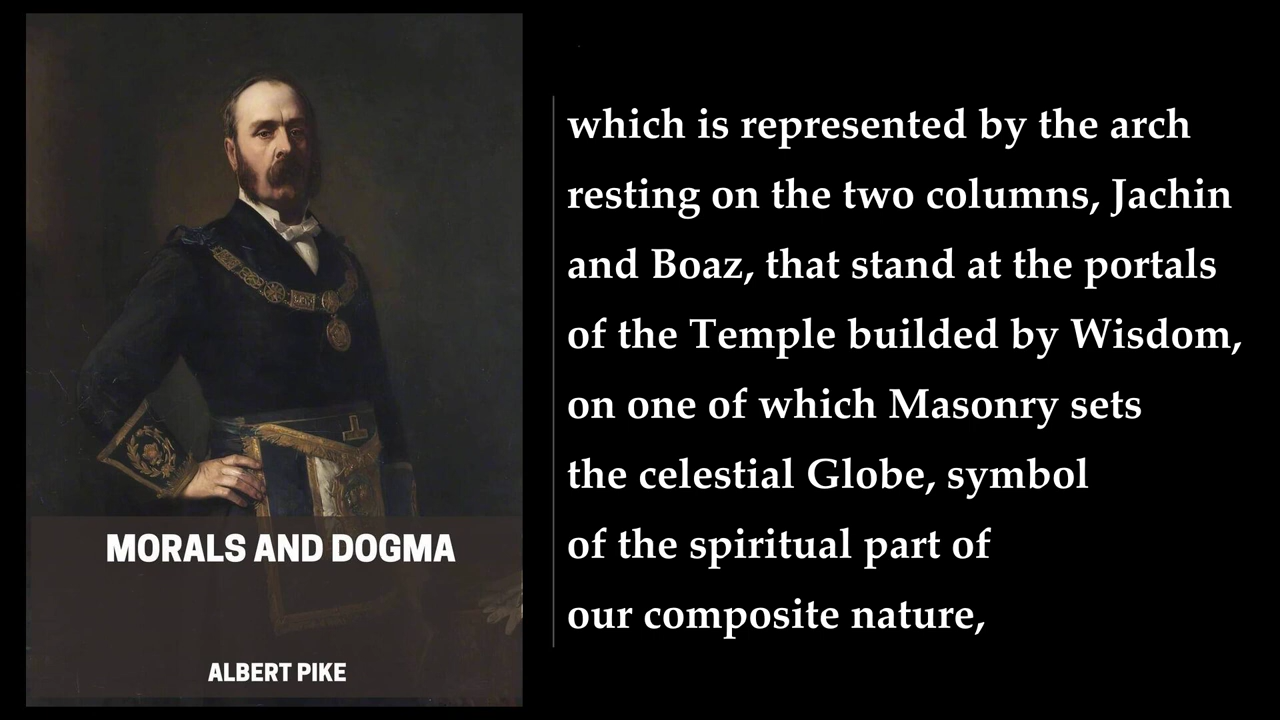 MORALS AND DOGMA
ALBERT PIKE
which is represented by the arch
resting on the two columns, Jachin
and Boaz, that stand at the portals
of the Temple builded by Wisdom,
on one of which Masonry sets
the celestial Globe, symbol
of the spiritual part of
our composite nature,